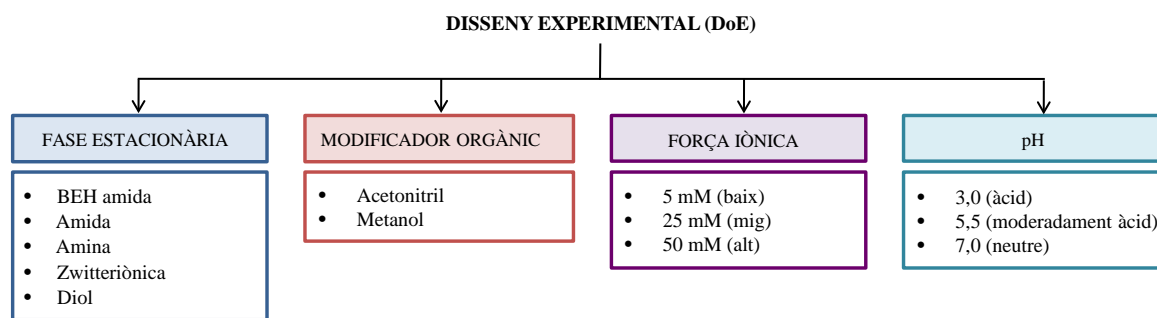 DISSENY EXPERIMENTAL (DoE)
FASE ESTACIONÀRIA
• BEH amida
• Amida
• Amina
• Zwitteriònica
• Diol
MODIFICADOR ORGÀNIC
• Acetonitril
• Metanol
FORÇA IÒNICA
• 5 mM (baix)
• 25 mM (mig)
• 50 mM (alt)
pH
• 3,0 (àcid)
• 5,5 (moderadament àcid)
• 7,0 (neutre)